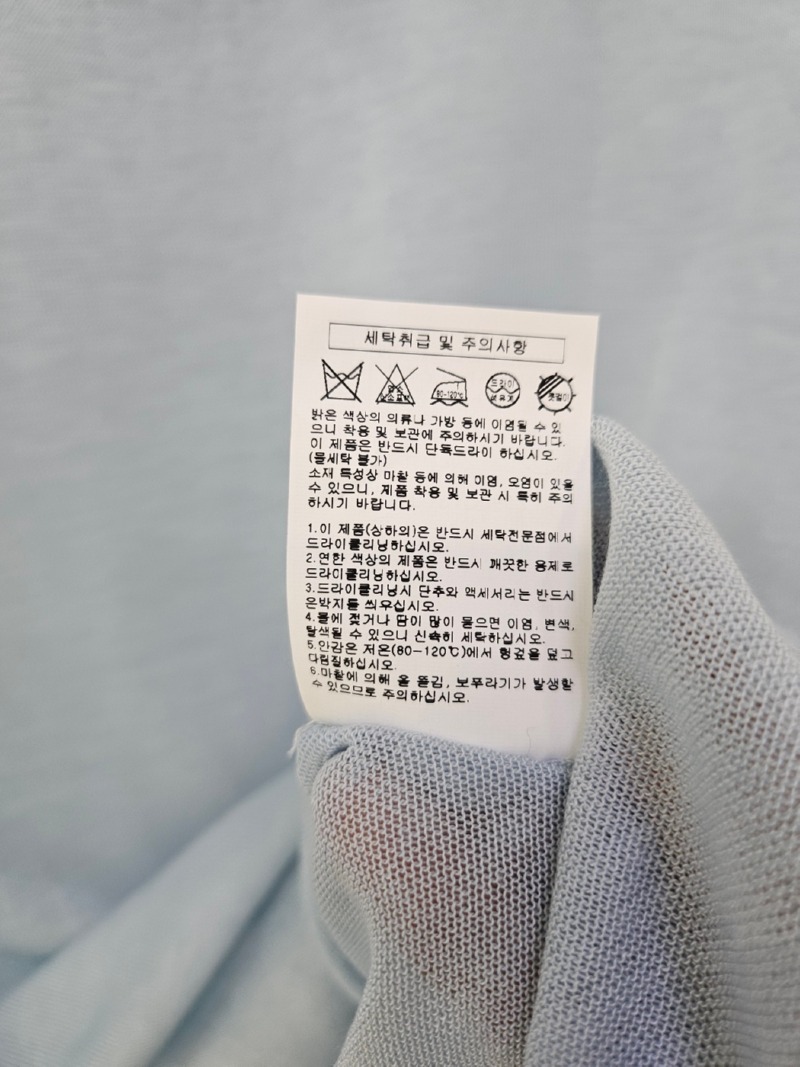 세탁취급 및 주의사항
80-120℃
드라이
석유계
옷걸이
밝은 색상의 의류나 가방 등에 이염될 수 있
으니 착용 및 보관에 주의하시기 바랍니다.
이 제품은 반드시 단독드라이 하십시오.
(물세탁 불가)
소재 특성상 마찰 등에 의해 이염, 오염이 있을
수 있으니, 제품 착용 및 보관 시 특히 주의
하시기 바랍니다.
1.이 제품(상하의)은 반드시 세탁전문점에서
드라이클리닝하십시오.
2.연한 색상의 제품은 반드시 깨끗한 용제로
드라이클리닝하십시오.
3.드라이클리닝시 단추와 액세서리는 반드시
은박지를 씌우십시오.
4.물에 젖거나 땀이 많이 묻으면 이염, 변색,
탈색될 수 있으니 신속히 세탁하십시오.
5.안감은 저온(80-120℃)에서 헝겊을 덮고
다림질하십시오.
6.마찰에 의해 올 뜯김, 보푸라기가 발생할
수 있으므로 주의하십시오.